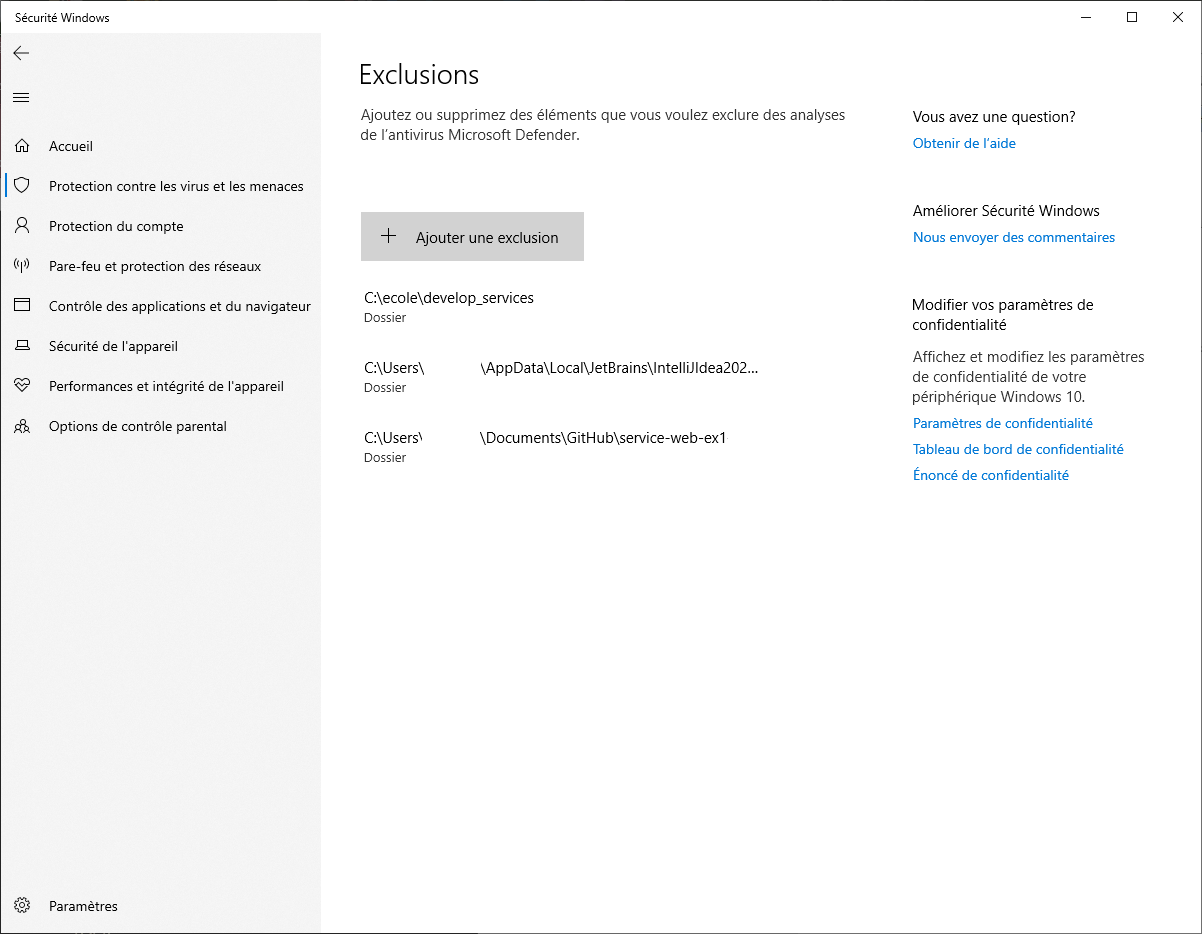 Sécurité Windows
Accueil
Protection contre les virus et les menaces
Protection du compte
Pare-feu et protection des réseaux
Contrôle des applications et du navigateur
Sécurité de l'appareil
Performances et intégrité de l'appareil
Options de contrôle parental
Paramètres
Exclusions
Ajoutez ou supprimez des éléments que vous voulez exclure des analyses
de l’antivirus Microsoft Defender.
Ajouter une exclusion
C:\ecole\develop_services
Dossier
C:\Users\ \AppData\Local\JetBrains\IntelliJIdea202...
Dossier
C:\Users\ \Documents\GitHub\service-web-ex1
Dossier
Vous avez une question?
Obtenir de l’aide
Améliorer Sécurité Windows
Nous envoyer des commentaires
Modifier vos paramètres de
confidentialité
Affichez et modifiez les paramètres
de confidentialité de votre
périphérique Windows 10.
Paramètres de confidentialité
Tableau de bord de confidentialité
Énoncé de confidentialité